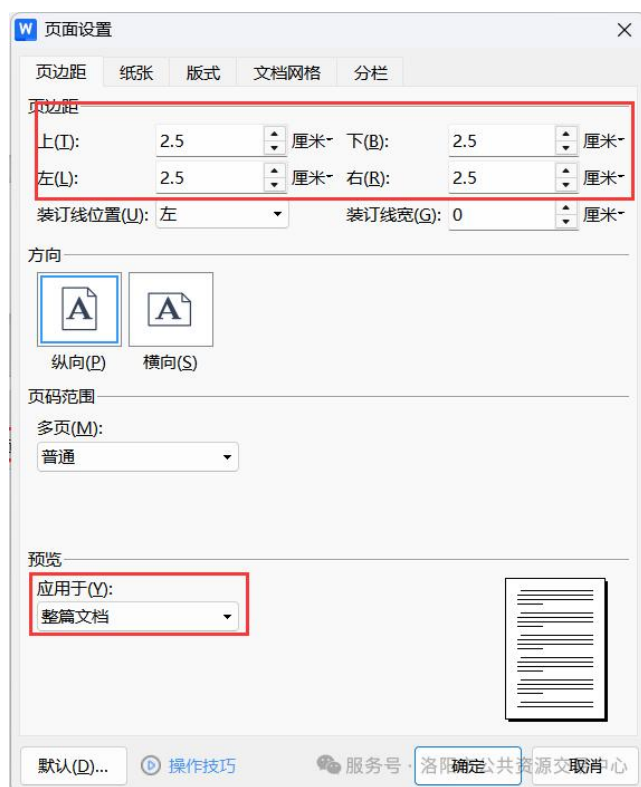 W 页面设置
页边距 纸张 版式 文档网格 分栏
页边距
上(T): 2.5 厘米 下(B): 2.5 厘米
左(L): 2.5 厘米 右(R): 2.5 厘米
装订线位置(U): 左 装订线宽(G): 0 厘米
方向
A A
纵向(P) 横向(S)
页码范围
多页(M):
普通
预览
应用于(Y):
整篇文档
默认(D)... 操作技巧 确定 取消
服务号 · 洛阳公共资源交易中心